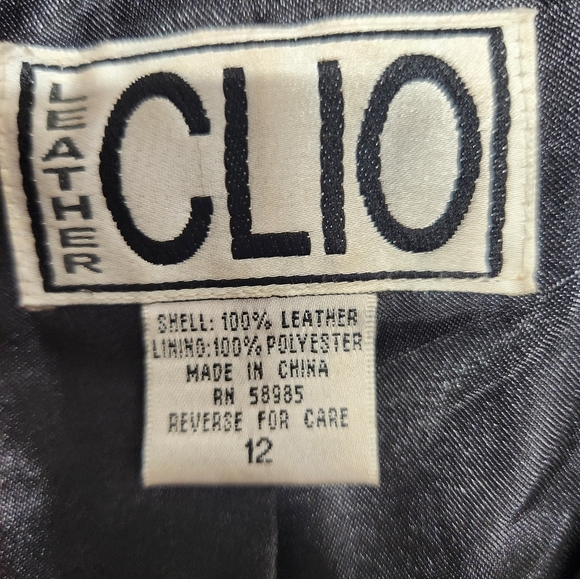 LEATHER
CLIO
SHELL: 100% LEATHER
LINING:100% POLYESTER
MADE IN CHINA
RN 58985
REVERSE FOR CARE
12